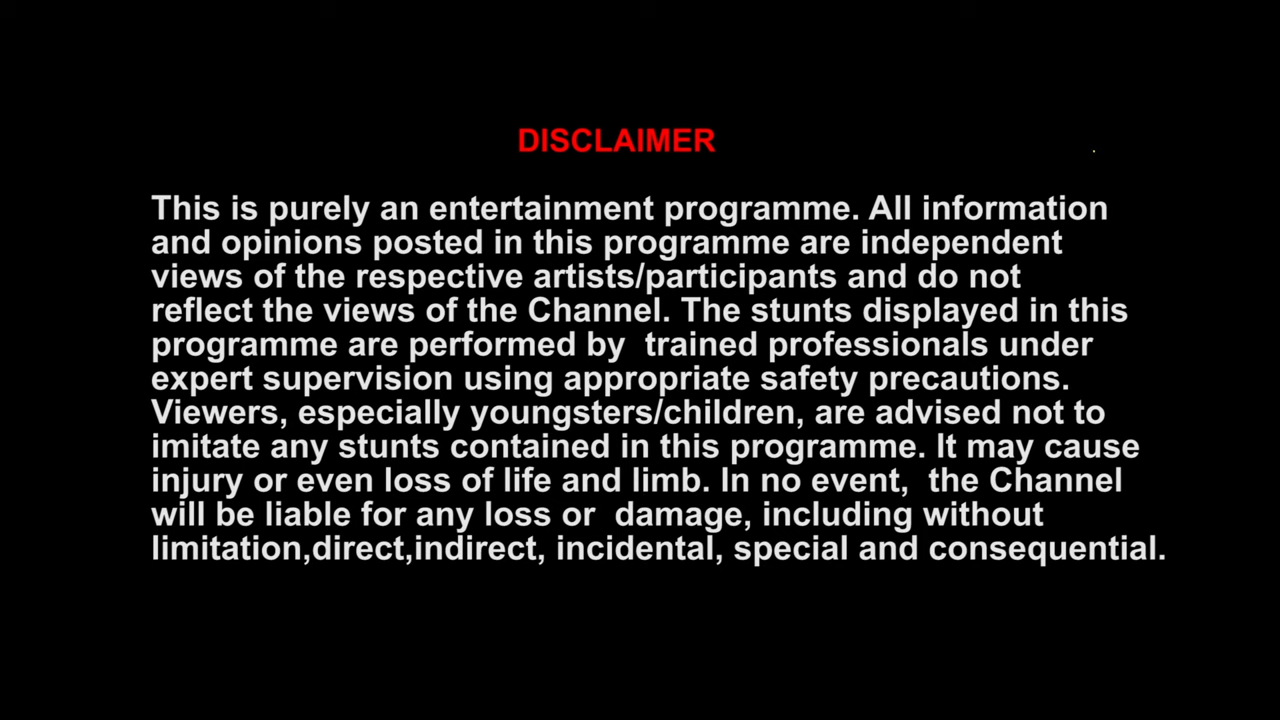 DISCLAIMER
This is purely an entertainment programme. All information
and opinions posted in this programme are independent
views of the respective artists/participants and do not
reflect the views of the Channel. The stunts displayed in this
programme are performed by  trained professionals under
expert supervision using appropriate safety precautions.
Viewers, especially youngsters/children, are advised not to
imitate any stunts contained in this programme. It may cause
injury or even loss of life and limb. In no event,  the Channel
will be liable for any loss or  damage, including without
limitation,direct,indirect, incidental, special and consequential.